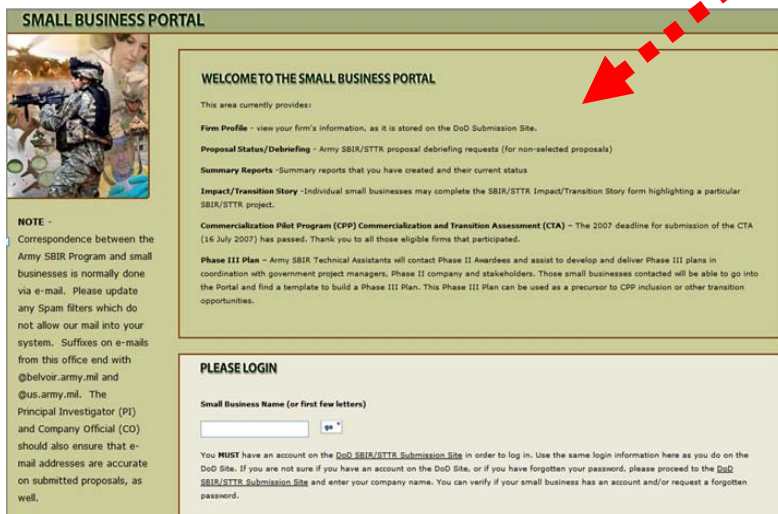 SMALL BUSINESS PORTAL
WELCOME TO THE SMALL BUSINESS PORTAL
This area currently provides:
Firm Profile - view your firm's information, as it is stored on the DoD Submission Site.
Proposal Status/Debriefing - Army SBIR/STTR proposal debriefing requests (for non-selected proposals)
Summary Reports -Summary reports that you have created and their current status
Impact/Transition Story -Individual small businesses may complete the SBIR/STTR Impact/Transition Story form highlighting a particular
SBIR/STTR project.
Commercialization Pilot Program (CPP) Commercialization and Transition Assessment (CTA) – The 2007 deadline for submission of the CTA
(16 July 2007) has passed. Thank you to all those eligible firms that participated.
Phase III Plan – Army SBIR Technical Assistants will contact Phase II Awardees and assist to develop and deliver Phase III plans in
coordination with government project managers, Phase II company and stakeholders. Those small businesses contacted will be able to go into
the Portal and find a template to build a Phase III Plan. This Phase III Plan can be used as a precursor to CPP inclusion or other transition
opportunities.
NOTE -
Correspondence between the
Army SBIR Program and small
businesses is normally done
via e-mail. Please update
any Spam filters which do
not allow our mail into your
system. Suffixes on e-mails
from this office end with
@belvoir.army.mil and
@us.army.mil. The
Principal Investigator (PI)
and Company Official (CO)
should also ensure that e-
mail addresses are accurate
on submitted proposals, as
well.
PLEASE LOGIN
Small Business Name (or first few letters)
go
You MUST have an account on the DoD SBIR/STTR Submission Site in order to log in. Use the same login information here as you do on the
DoD Site. If you are not sure if you have an account on the DoD Site, or if you have forgotten your password, please proceed to the DoD
SBIR/STTR Submission Site and enter your company name. You can verify if your small business has an account and/or request a forgotten
password.